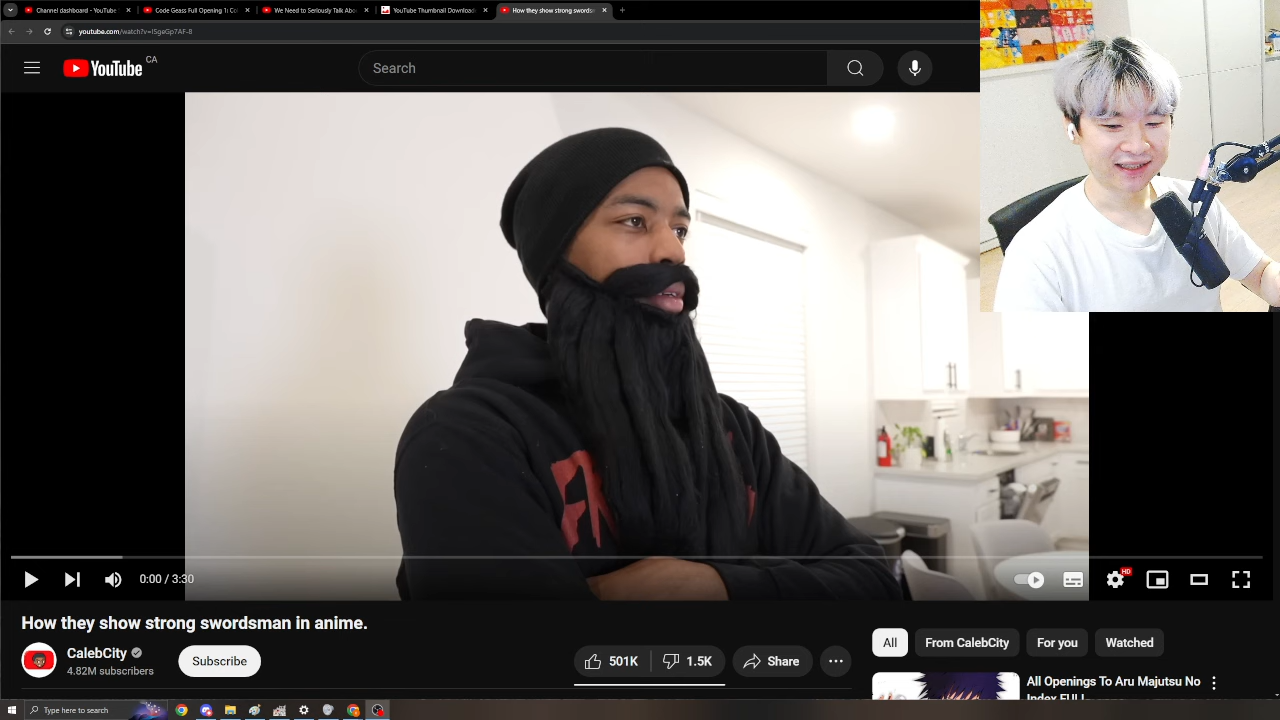 Channel dashboard - YouTube
Code Geass Full Opening 1
We Need to Seriously Talk Abo
YouTube Thumbnail Download
How they show strong swordsm
youtube.com/watch?v=lSgeGp7AF-8
YouTube
CA
Search
0:00 / 3:30
HD
How they show strong swordsman in anime.
CalebCity
4.82M subscribers
Subscribe
501K
1.5K
Share
All
From CalebCity
For you
Watched
All Openings To Aru Majutsu No
Index FULL
Type here to search